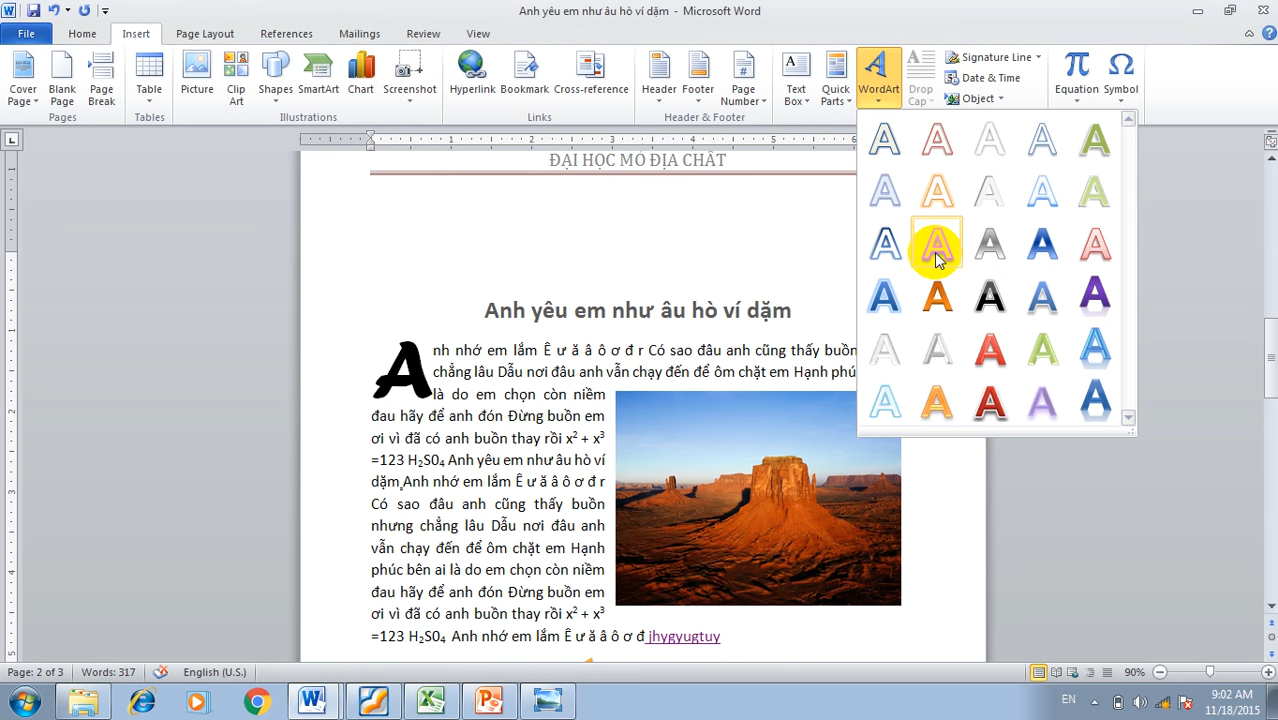 Anh yêu em như âu hò ví dặm - Microsoft Word
File Home Insert Page Layout References Mailings Review View
Cover Page
Blank Page
Page Break
Table
Picture
Clip Art
Shapes
SmartArt
Chart
Screenshot
Hyperlink
Bookmark
Cross-reference
Header
Footer
Page Number
Text Box
Quick Parts
WordArt
Drop Cap
Signature Line
Date & Time
Object
Equation
Symbol
Pages Tables Illustrations Links Header & Footer
1 2 3 4 5 6
ĐẠI HỌC MỎ ĐỊA CHẤT
Anh yêu em như âu hò ví dặm
Anh nhớ em lắm Ê ư ă â ô ơ đ r Có sao đâu anh cũng thấy buồn
chẳng lâu Dẫu nơi đâu anh vẫn chạy đến để ôm chặt em Hạnh phú
là do em chọn còn niềm
đau hãy để anh đón Đừng buồn em
ơi vì đã có anh buồn thay rồi x² + x³
=123 H₂S0₄ Anh yêu em như âu hò ví
dặm Anh nhớ em lắm Ê ư ă â ô ơ đ r
Có sao đâu anh cũng thấy buồn
nhưng chẳng lâu Dẫu nơi đâu anh
vẫn chạy đến để ôm chặt em Hạnh
phúc bên ai là do em chọn còn niềm
đau hãy để anh đón Đừng buồn em
ơi vì đã có anh buồn thay rồi x² + x³
=123 H₂S0₄ Anh nhớ em lắm Ê ư ă â ô ơ đ jhygyugtuy
Page: 2 of 3 Words: 317 English (U.S.) 90%
EN 9:02 AM
11/18/2015